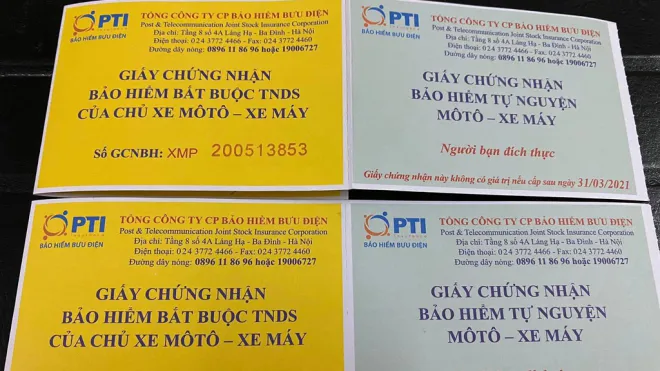 PTI
BẢO HIỂM BƯU ĐIỆN
TỔNG CÔNG TY CP BẢO HIỂM BƯU ĐIỆN
Post & Telecommunication Joint Stock Insurance Corporation
Địa chỉ: Tầng 8 số 4A Láng Hạ - Ba Đình - Hà Nội
Điện thoại: 024 3772 4466 - Fax: 024 3772 4460
Đường dây nóng: 0896 11 86 96 hoặc 19006727
GIẤY CHỨNG NHẬN
BẢO HIỂM BẮT BUỘC TNDS
CỦA CHỦ XE MÔTÔ – XE MÁY
Số GCNBH: XMP 200513853
PTI
BẢO HIỂM BƯU ĐIỆN
TỔNG CÔNG TY CP BẢO HIỂM BƯU ĐIỆN
Post & Telecommunication Joint Stock Insurance Corporation
Địa chỉ: Tầng 8 số 4A Láng Hạ - Ba Đình - Hà Nội
Điện thoại: 024 3772 4466 - Fax: 024 3772 4460
Đường dây nóng: 0896 11 86 96 hoặc 19006727
GIẤY CHỨNG NHẬN
BẢO HIỂM TỰ NGUYỆN
MÔTÔ – XE MÁY
Người bạn đích thực
Giấy chứng nhận này không có giá trị nếu cấp sau ngày 31/03/2021
PTI
BẢO HIỂM BƯU ĐIỆN
TỔNG CÔNG TY CP BẢO HIỂM BƯU ĐIỆN
Post & Telecommunication Joint Stock Insurance Corporation
Địa chỉ: Tầng 8 số 4A Láng Hạ - Ba Đình - Hà Nội
Điện thoại: 024 3772 4466 - Fax: 024 3772 4460
Đường dây nóng: 0896 11 86 96 hoặc 19006727
GIẤY CHỨNG NHẬN
BẢO HIỂM BẮT BUỘC TNDS
CỦA CHỦ XE MÔTÔ – XE MÁY
PTI
BẢO HIỂM BƯU ĐIỆN
TỔNG CÔNG TY CP BẢO HIỂM BƯU ĐIỆN
Post & Telecommunication Joint Stock Insurance Corporation
Địa chỉ: Tầng 8 số 4A Láng Hạ - Ba Đình - Hà Nội
Điện thoại: 024 3772 4466 - Fax: 024 3772 4460
Đường dây nóng: 0896 11 86 96 hoặc 19006727
GIẤY CHỨNG NHẬN
BẢO HIỂM TỰ NGUYỆN
MÔTÔ – XE MÁY